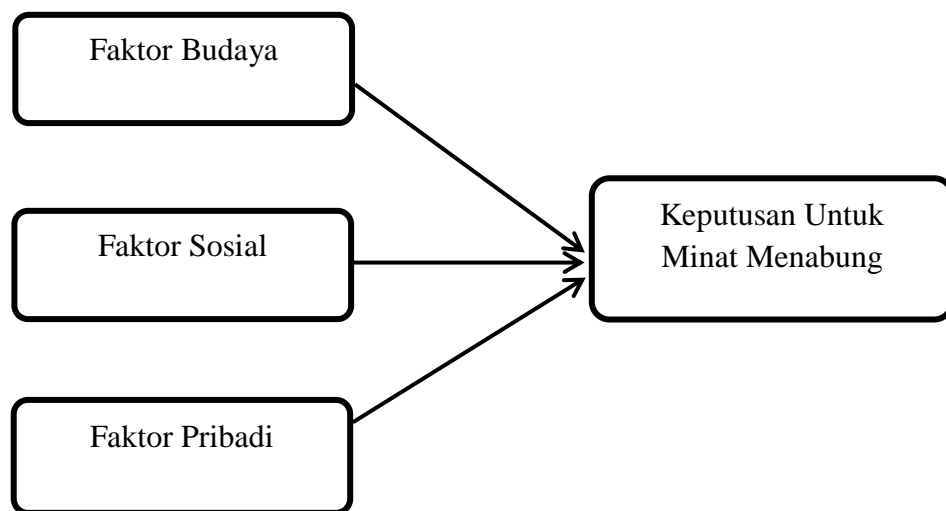 Faktor Budaya
Faktor Sosial
Keputusan Untuk
Minat Menabung
Faktor Pribadi